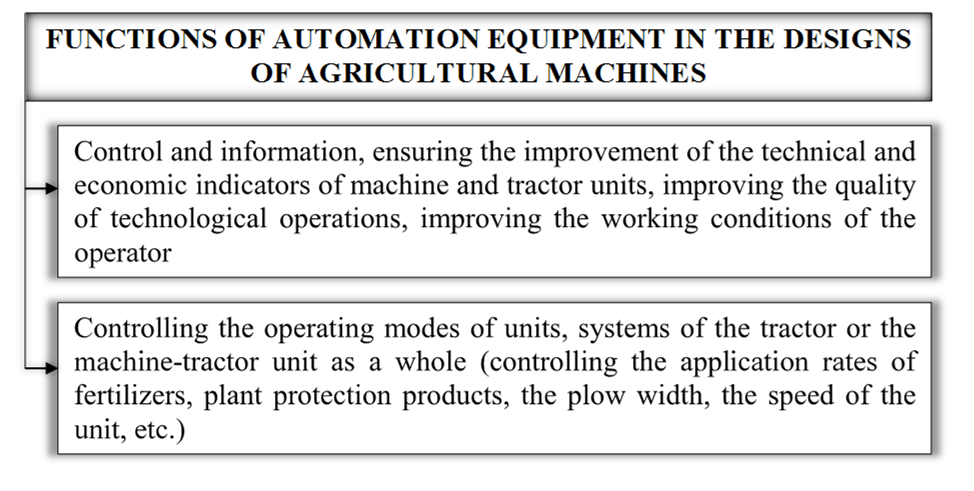 FUNCTIONS OF AUTOMATION EQUIPMENT IN THE DESIGNS
OF AGRICULTURAL MACHINES
Control and information, ensuring the improvement of the technical and
economic indicators of machine and tractor units, improving the quality
of technological operations, improving the working conditions of the
operator
Controlling the operating modes of units, systems of the tractor or the
machine-tractor unit as a whole (controlling the application rates of
fertilizers, plant protection products, the plow width, the speed of the
unit, etc.)